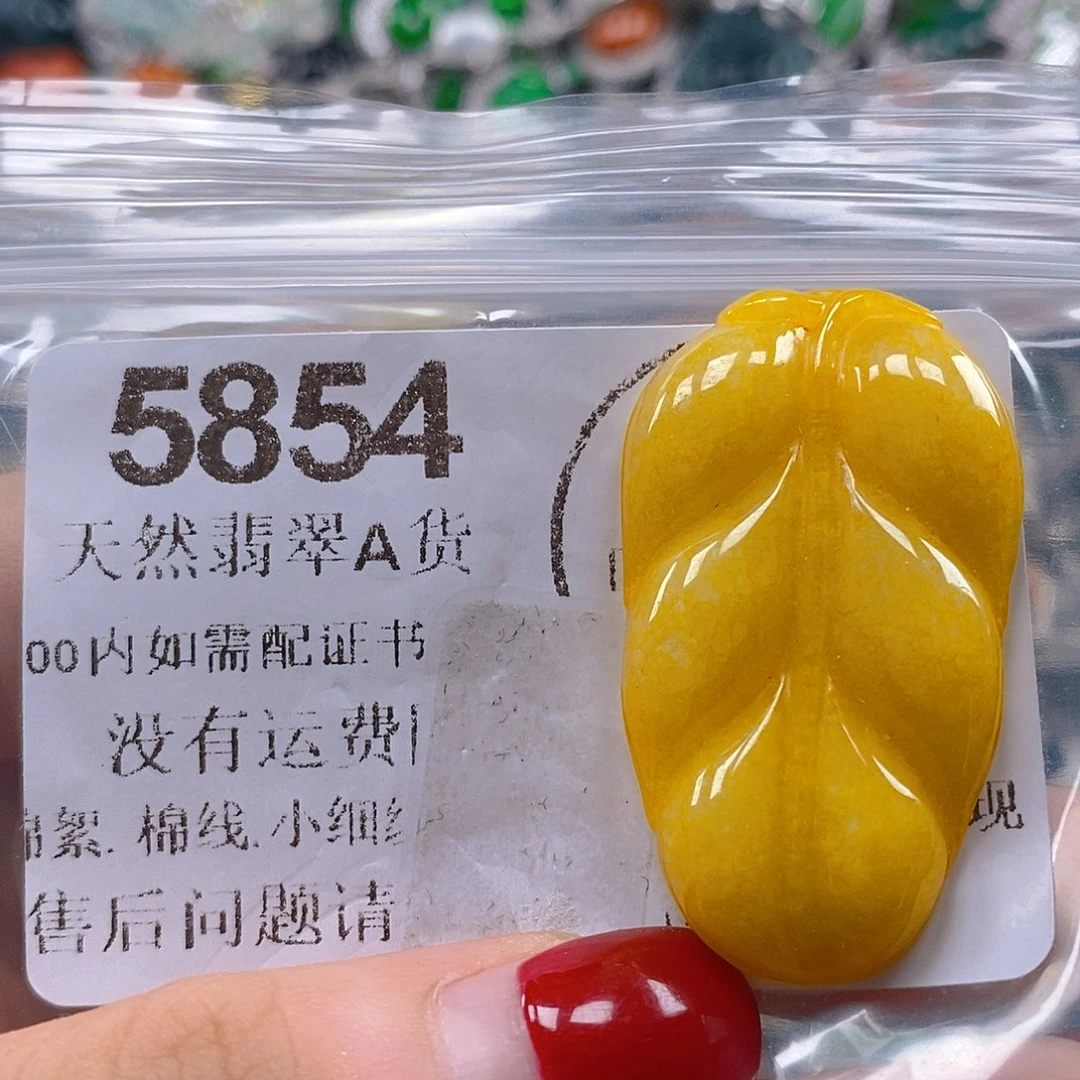 5854
天然翡翠A货
00内如需配证书
没有运费
絮.棉线.小细
现
售后问题请